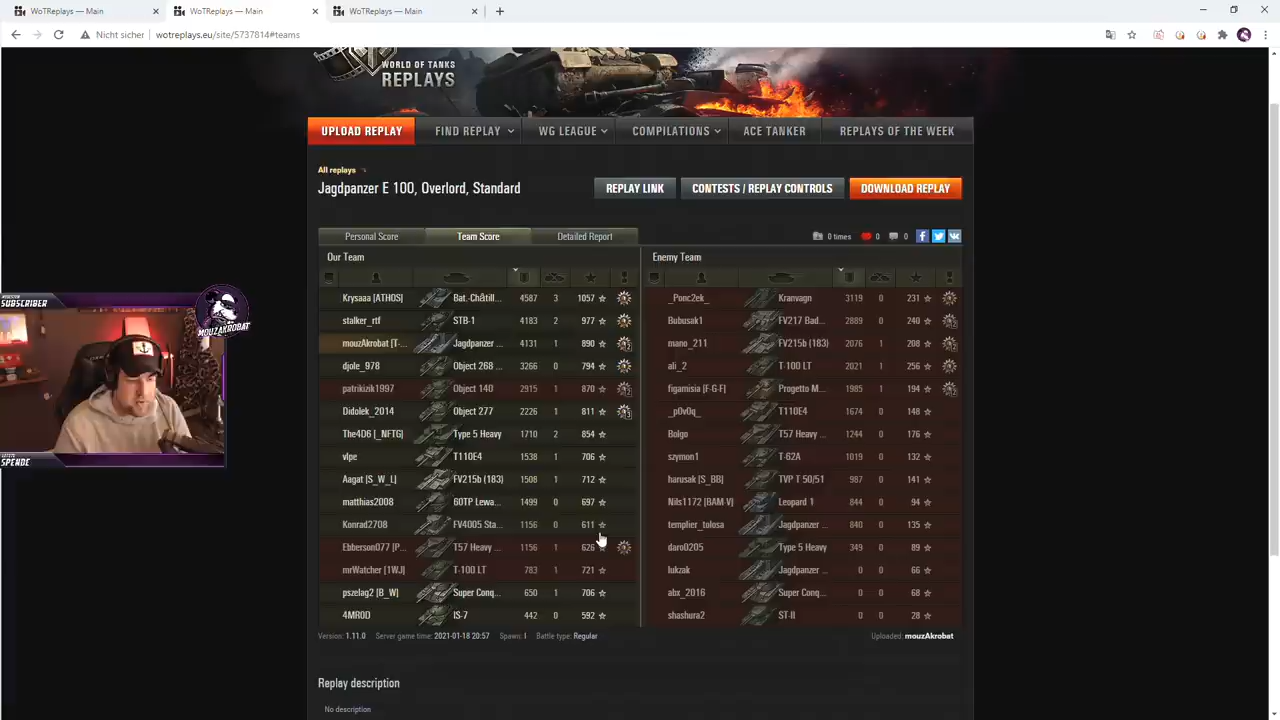 WoTReplays — Main
WoTReplays — Main
WoTReplays — Main
Nicht sicher
wotreplays.eu/site/5737814#teams
WORLD OF TANKS
REPLAYS
UPLOAD REPLAY
FIND REPLAY
WG LEAGUE
COMPILATIONS
ACE TANKER
REPLAYS OF THE WEEK
All replays
Jagdpanzer E 100, Overlord, Standard
REPLAY LINK
CONTESTS / REPLAY CONTROLS
DOWNLOAD REPLAY
Personal Score
Team Score
Detailed Report
0 times
0
0
Our Team
Krysaaa [ATHOS] Bat.-Châtill... 4587 3 1057
stalker_rtf STB-1 4183 2 977
mouzAkrobat [T-... Jagdpanzer ... 4131 1 890
djole_978 Object 268 ... 3266 0 794
patrikizik1997 Object 140 2915 1 870
Didolek_2014 Object 277 2226 1 811
The4D6 [_NFTG] Type 5 Heavy 1710 2 854
vlpe T110E4 1538 1 706
Aagat [S_W_L] FV215b (183) 1508 1 712
matthias2008 60TP Lewa... 1499 0 697
Konrad2708 FV4005 Sta... 1156 0 611
Ebberson077 [P... T57 Heavy ... 1156 1 626
mrWatcher [1WJ] T-100 LT 783 1 721
pszelag2 [B_W] Super Conq... 650 1 706
4MR0D IS-7 442 0 592
Enemy Team
_Ponc2ek_ Kranvagn 3119 0 231
Bubusak1 FV217 Bad... 2889 0 240
mano_211 FV215b (183) 2076 1 208
ali_2 T-100 LT 2021 1 256
figamisia [F-G-F] Progetto M... 1985 1 194
_p0v0q_ T110E4 1674 0 148
Bolgo T57 Heavy ... 1244 0 176
szymon1 T-62A 1019 0 132
harusak [S_BB] TVP T 50/51 987 0 141
Nils1172 [BAM-V] Leopard 1 844 0 94
templier_tolosa Jagdpanzer ... 840 0 135
daro0205 Type 5 Heavy 349 0 89
lukzak Jagdpanzer ... 0 0 66
abx_2016 Super Conq... 0 0 68
shashura2 ST-II 0 0 28
Version: 1.11.0 Server game time: 2021-01-18 20:57 Spawn: I Battle type: Regular
Uploaded: mouzAkrobat
Replay description
No description
SUBSCRIBER
MOUZAKROBAT
SPENDE